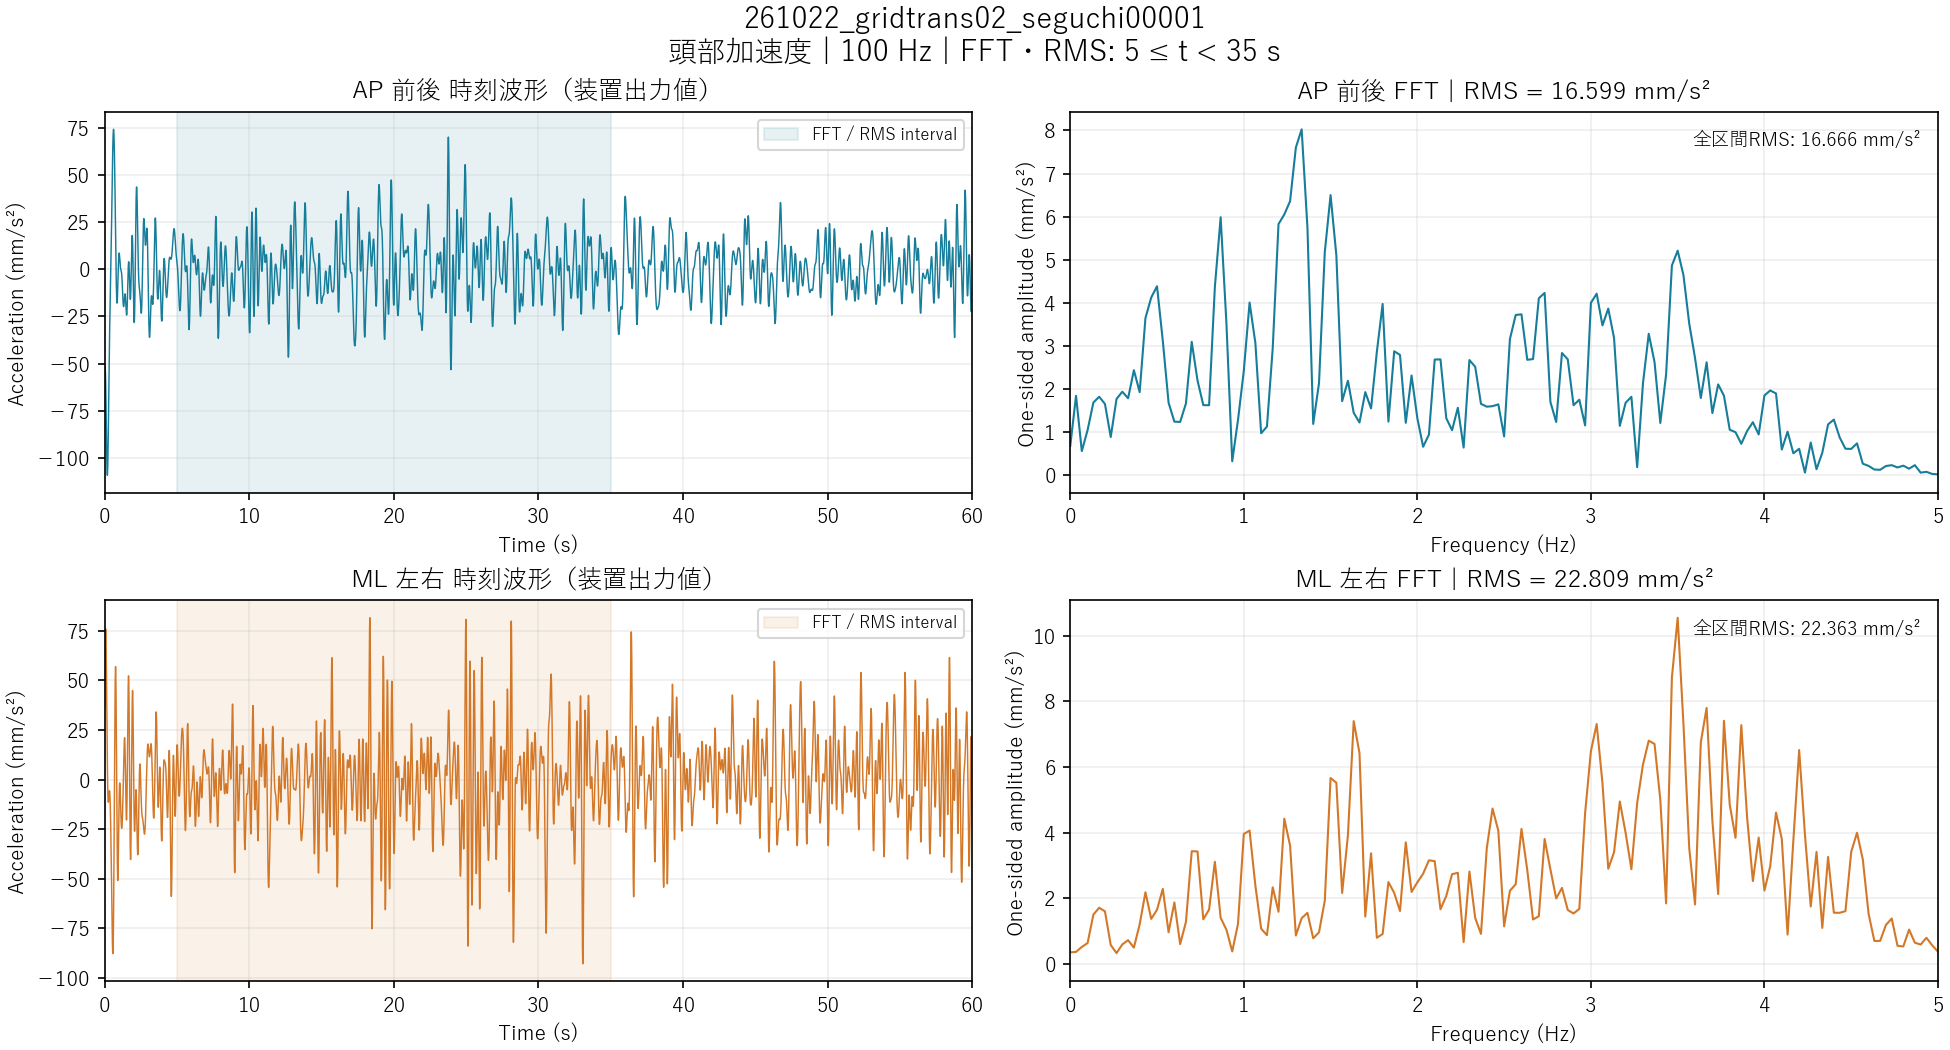 261022_gridtrans02_seguchi00001
頭部加速度 | 100 Hz | FFT・RMS: 5 ≤ t < 35 s
AP 前後 時刻波形（装置出力値）
Acceleration (mm/s²)
75
50
25
0
−25
−50
−75
−100
FFT / RMS interval
0 10 20 30 40 50 60
Time (s)
AP 前後 FFT | RMS = 16.599 mm/s²
One-sided amplitude (mm/s²)
8
7
6
5
4
3
2
1
0
全区間RMS: 16.666 mm/s²
0 1 2 3 4 5
Frequency (Hz)
ML 左右 時刻波形（装置出力値）
Acceleration (mm/s²)
75
50
25
0
−25
−50
−75
−100
FFT / RMS interval
0 10 20 30 40 50 60
Time (s)
ML 左右 FFT | RMS = 22.809 mm/s²
One-sided amplitude (mm/s²)
10
8
6
4
2
0
全区間RMS: 22.363 mm/s²
0 1 2 3 4 5
Frequency (Hz)